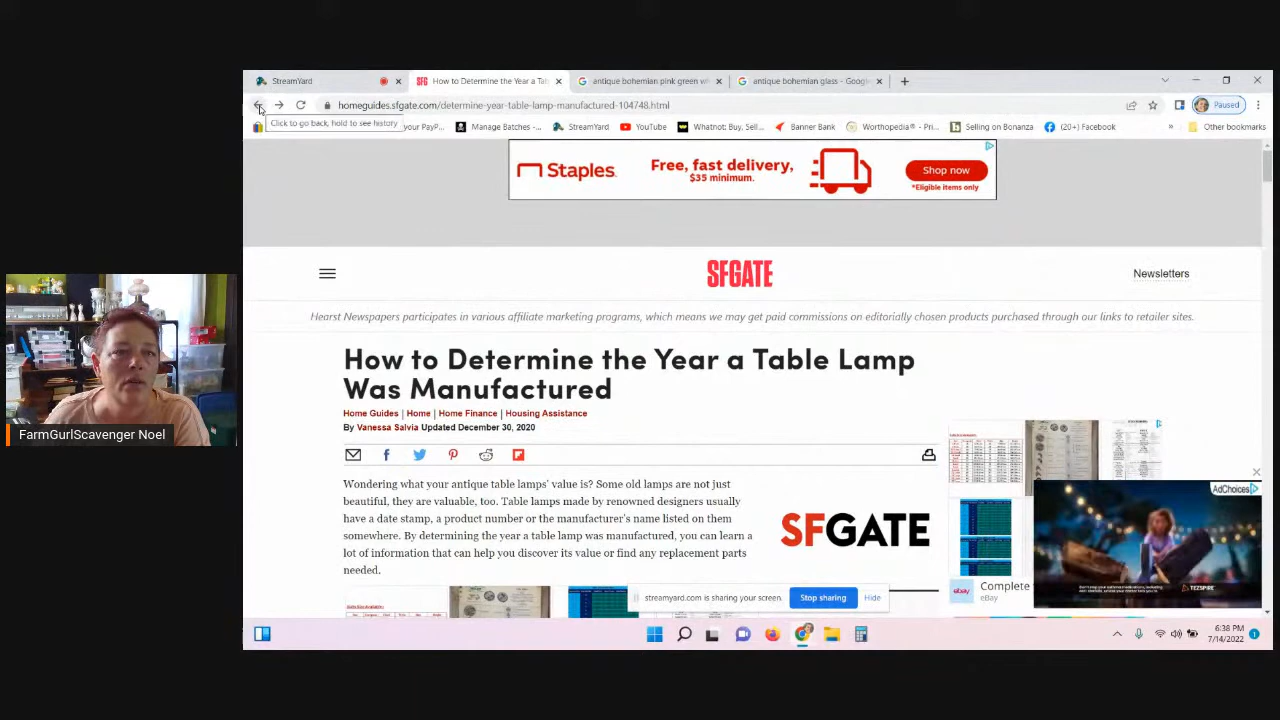 StreamYard
How to Determine the Year a Tab
antique bohemian pink green w
antique bohemian glass - Googl
homeguides.sfgate.com/determine-year-table-lamp-manufactured-104748.html
Paused
Click to go back, hold to see history
your PayP...
Manage Batches -...
StreamYard
YouTube
Whatnot: Buy, Sell...
Banner Bank
Worthopedia® - Pri...
Selling on Bonanza
(20+) Facebook
»
Other bookmarks
Staples
Free, fast delivery,
$35 minimum.
Shop now
*Eligible items only
SFGATE
Newsletters
Hearst Newspapers participates in various affiliate marketing programs, which means we may get paid commissions on editorially chosen products purchased through our links to retailer sites.
How to Determine the Year a Table Lamp
Was Manufactured
Home Guides | Home | Home Finance | Housing Assistance
By Vanessa Salvia Updated December 30, 2020
Wondering what your antique table lamps' value is? Some old lamps are not just
beautiful, they are valuable, too. Table lamps made by renowned designers usually
have a date stamp, a product number or the manufacturer's name listed on them
somewhere. By determining the year a table lamp was manufactured, you can learn a
lot of information that can help you discover its value or find any replacement parts
needed.
SFGATE
AdChoices
TEZSPIRE
Complete
ebay
eBay
streamyard.com is sharing your screen.
Stop sharing
Hide
FarmGurlScavenger Noel
6:38 PM
7/14/2022
1